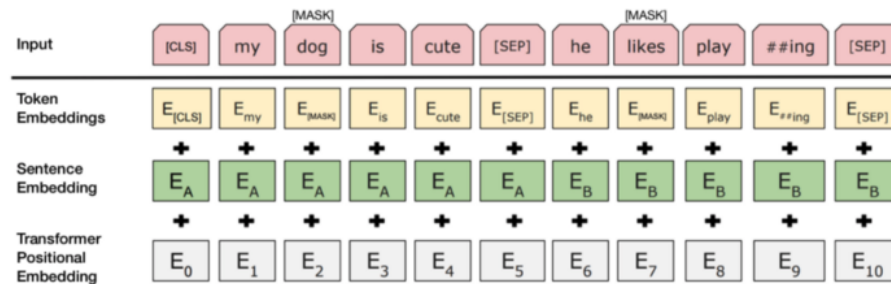 [MASK] [MASK]
Input [CLS] my dog is cute [SEP] he likes play ##ing [SEP]
Token
Embeddings E[CLS] Emy E[MASK] Eis Ecute E[SEP] Ehe E[MASK] Eplay E##ing E[SEP]
+ + + + + + + + + + +
Sentence
Embedding EA EA EA EA EA EA EB EB EB EB EB
+ + + + + + + + + + +
Transformer
Positional
Embedding E0 E1 E2 E3 E4 E5 E6 E7 E8 E9 E10